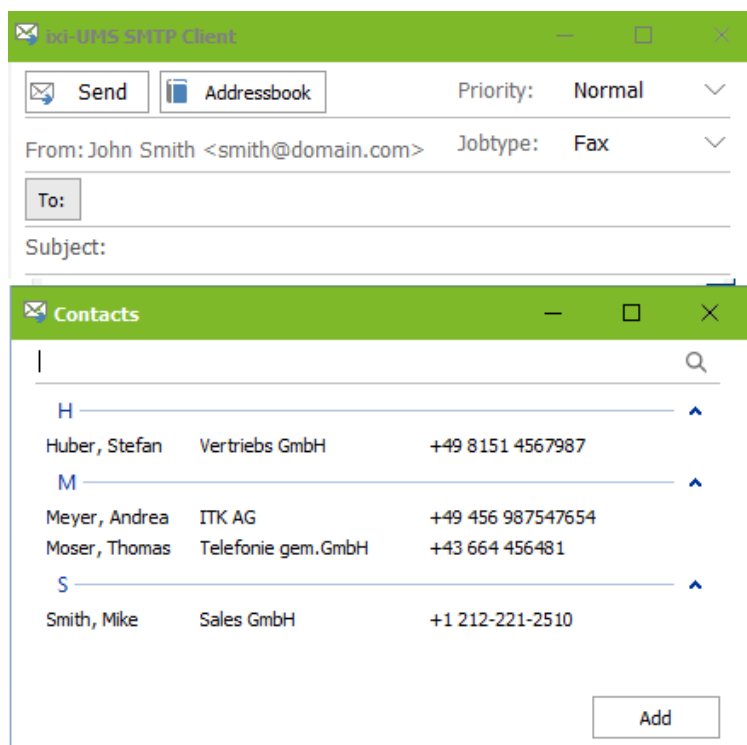 ixi-UMS SMTP Client
Send Addressbook Priority: Normal
From: John Smith <smith@domain.com> Jobtype: Fax
To:
Subject:
Contacts
H
Huber, Stefan Vertriebs GmbH +49 8151 4567987
M
Meyer, Andrea ITK AG +49 456 987547654
Moser, Thomas Telefonie gem.GmbH +43 664 456481
S
Smith, Mike Sales GmbH +1 212-221-2510
Add